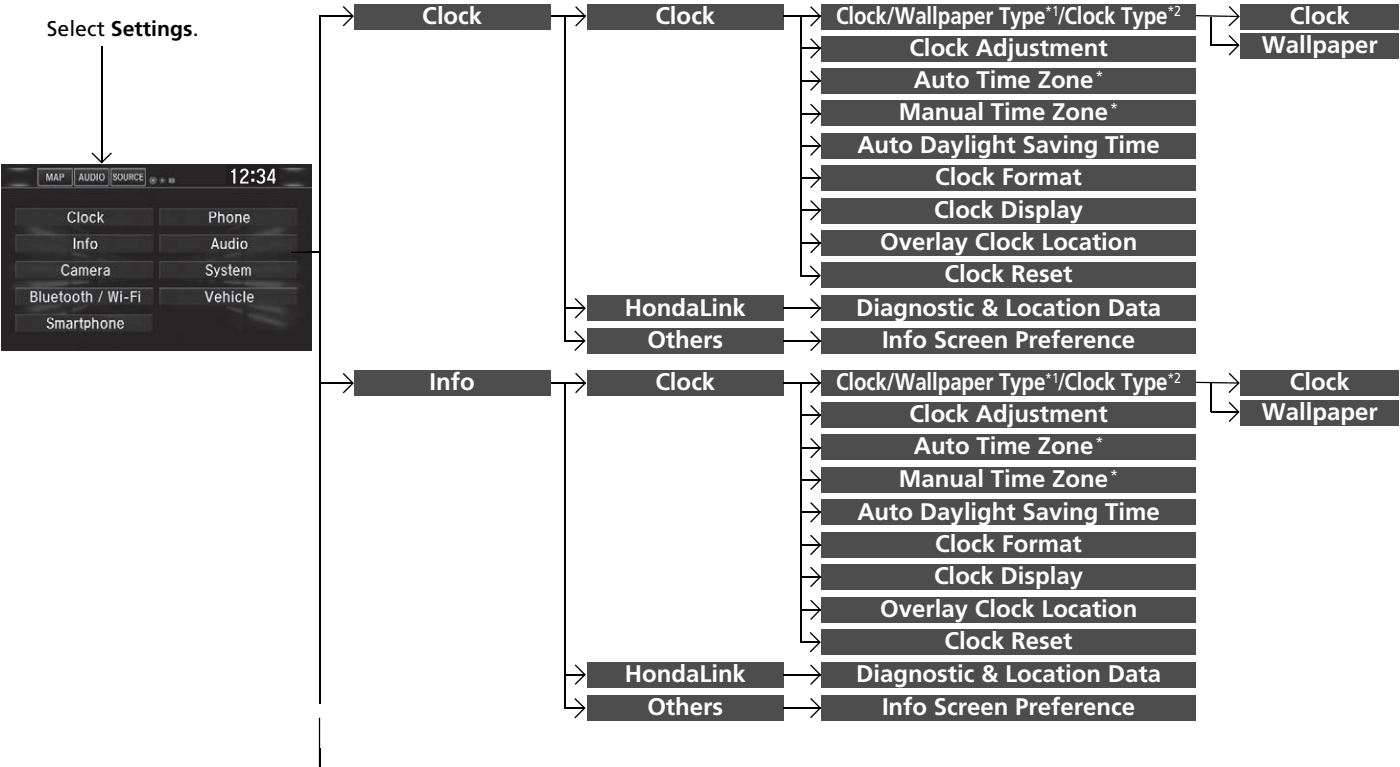 Select Settings.
MAP AUDIO SOURCE 12:34
Clock Phone
Info Audio
Camera System
Bluetooth / Wi-Fi Vehicle
Smartphone
Clock
Clock
Clock/Wallpaper Type*1/Clock Type*2
Clock
Wallpaper
Clock Adjustment
Auto Time Zone*
Manual Time Zone*
Auto Daylight Saving Time
Clock Format
Clock Display
Overlay Clock Location
Clock Reset
HondaLink
Diagnostic & Location Data
Others
Info Screen Preference
Info
Clock
Clock/Wallpaper Type*1/Clock Type*2
Clock
Wallpaper
Clock Adjustment
Auto Time Zone*
Manual Time Zone*
Auto Daylight Saving Time
Clock Format
Clock Display
Overlay Clock Location
Clock Reset
HondaLink
Diagnostic & Location Data
Others
Info Screen Preference